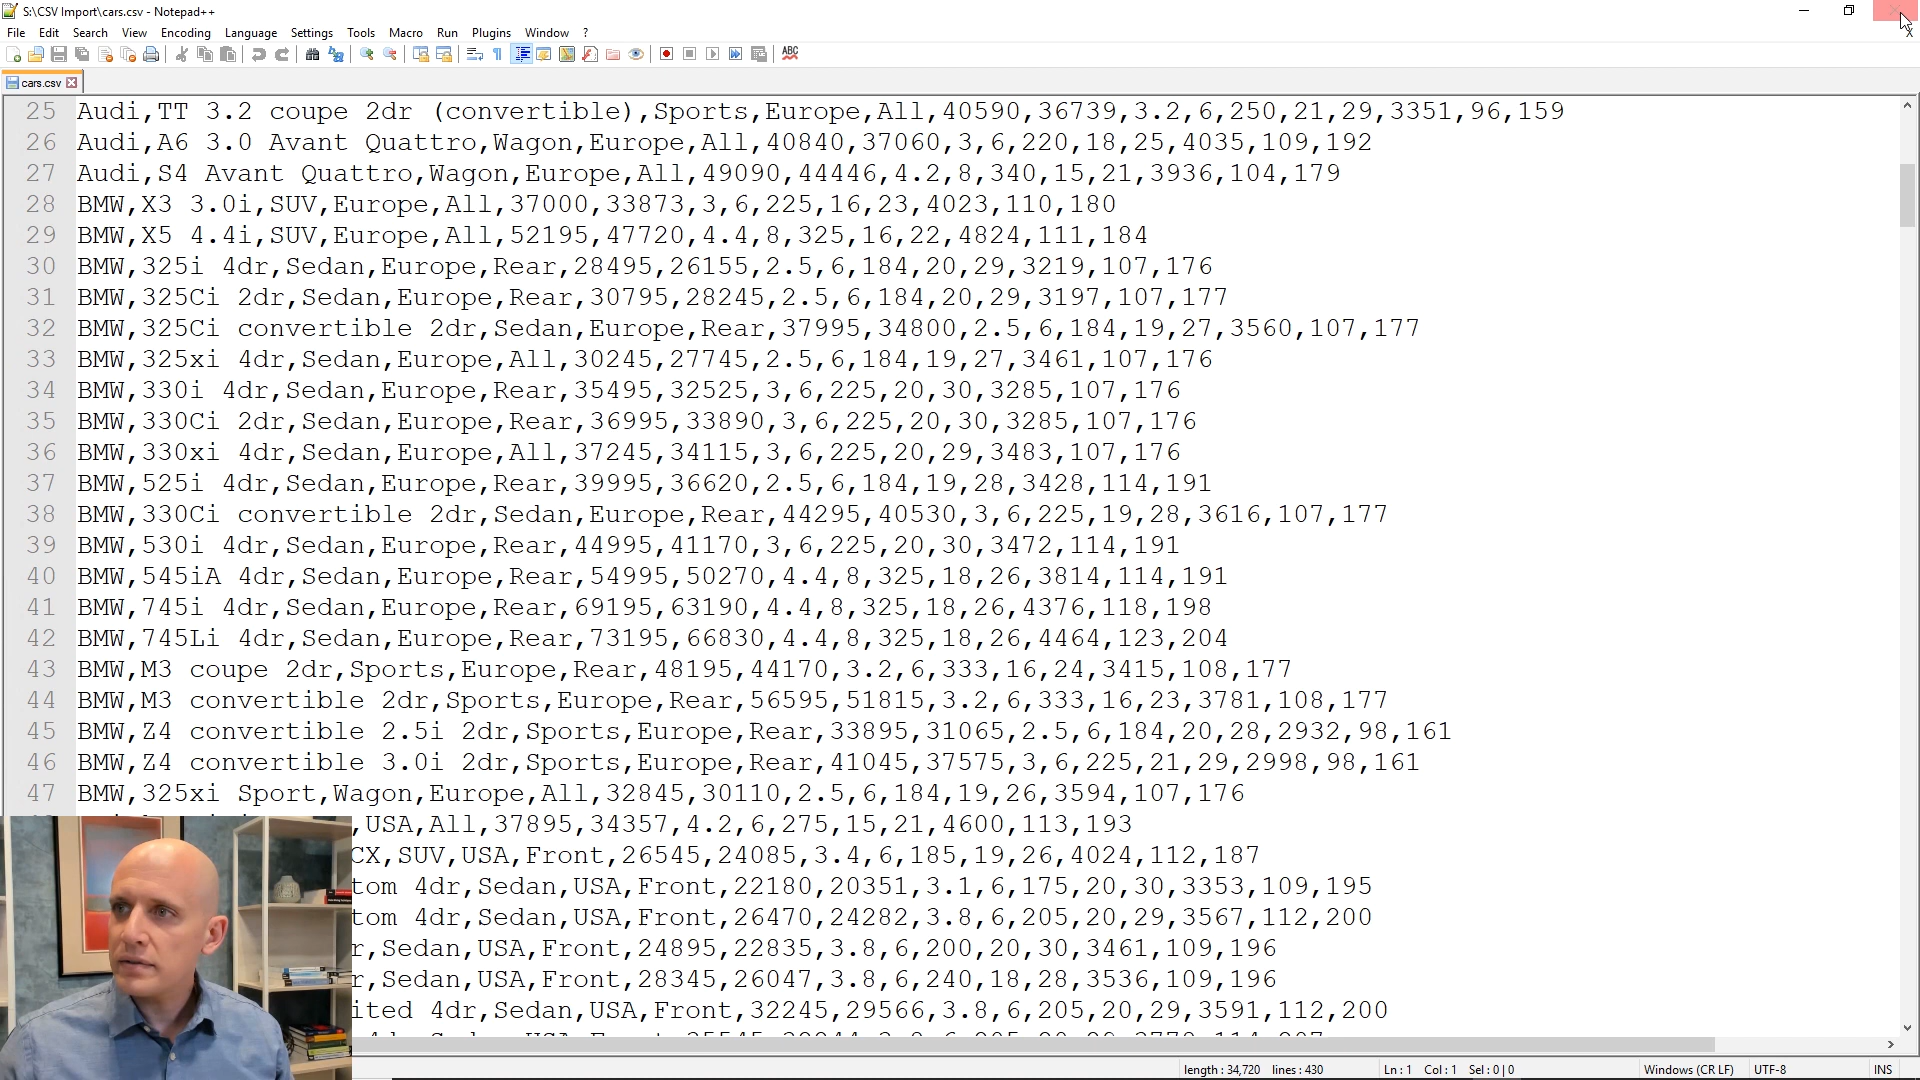 S:\CSV Import\cars.csv - Notepad++
File Edit Search View Encoding Language Settings Tools Macro Run Plugins Window ?
ABC
cars.csv
25 Audi,TT 3.2 coupe 2dr (convertible),Sports,Europe,All,40590,36739,3.2,6,250,21,29,3351,96,159
26 Audi,A6 3.0 Avant Quattro,Wagon,Europe,All,40840,37060,3,6,220,18,25,4035,109,192
27 Audi,S4 Avant Quattro,Wagon,Europe,All,49090,44446,4.2,8,340,15,21,3936,104,179
28 BMW,X3 3.0i,SUV,Europe,All,37000,33873,3,6,225,16,23,4023,110,180
29 BMW,X5 4.4i,SUV,Europe,All,52195,47720,4.4,8,325,16,22,4824,111,184
30 BMW,325i 4dr,Sedan,Europe,Rear,28495,26155,2.5,6,184,20,29,3219,107,176
31 BMW,325Ci 2dr,Sedan,Europe,Rear,30795,28245,2.5,6,184,20,29,3197,107,177
32 BMW,325Ci convertible 2dr,Sedan,Europe,Rear,37995,34800,2.5,6,184,19,27,3560,107,177
33 BMW,325xi 4dr,Sedan,Europe,All,30245,27745,2.5,6,184,19,27,3461,107,176
34 BMW,330i 4dr,Sedan,Europe,Rear,35495,32525,3,6,225,20,30,3285,107,176
35 BMW,330Ci 2dr,Sedan,Europe,Rear,36995,33890,3,6,225,20,30,3285,107,176
36 BMW,330xi 4dr,Sedan,Europe,All,37245,34115,3,6,225,20,29,3483,107,176
37 BMW,525i 4dr,Sedan,Europe,Rear,39995,36620,2.5,6,184,19,28,3428,114,191
38 BMW,330Ci convertible 2dr,Sedan,Europe,Rear,44295,40530,3,6,225,19,28,3616,107,177
39 BMW,530i 4dr,Sedan,Europe,Rear,44995,41170,3,6,225,20,30,3472,114,191
40 BMW,545iA 4dr,Sedan,Europe,Rear,54995,50270,4.4,8,325,18,26,3814,114,191
41 BMW,745i 4dr,Sedan,Europe,Rear,69195,63190,4.4,8,325,18,26,4376,118,198
42 BMW,745Li 4dr,Sedan,Europe,Rear,73195,66830,4.4,8,325,18,26,4464,123,204
43 BMW,M3 coupe 2dr,Sports,Europe,Rear,48195,44170,3.2,6,333,16,24,3415,108,177
44 BMW,M3 convertible 2dr,Sports,Europe,Rear,56595,51815,3.2,6,333,16,23,3781,108,177
45 BMW,Z4 convertible 2.5i 2dr,Sports,Europe,Rear,33895,31065,2.5,6,184,20,28,2932,98,161
46 BMW,Z4 convertible 3.0i 2dr,Sports,Europe,Rear,41045,37575,3,6,225,21,29,2998,98,161
47 BMW,325xi Sport,Wagon,Europe,All,32845,30110,2.5,6,184,19,26,3594,107,176
,USA,All,37895,34357,4.2,6,275,15,21,4600,113,193
CX,SUV,USA,Front,26545,24085,3.4,6,185,19,26,4024,112,187
tom 4dr,Sedan,USA,Front,22180,20351,3.1,6,175,20,30,3353,109,195
tom 4dr,Sedan,USA,Front,26470,24282,3.8,6,205,20,29,3567,112,200
r,Sedan,USA,Front,24895,22835,3.8,6,200,20,30,3461,109,196
r,Sedan,USA,Front,28345,26047,3.8,6,240,18,28,3536,109,196
ited 4dr,Sedan,USA,Front,32245,29566,3.8,6,205,20,29,3591,112,200
length : 34,720 lines : 430 Ln : 1 Col : 1 Sel : 0 | 0 Windows (CR LF) UTF-8 INS